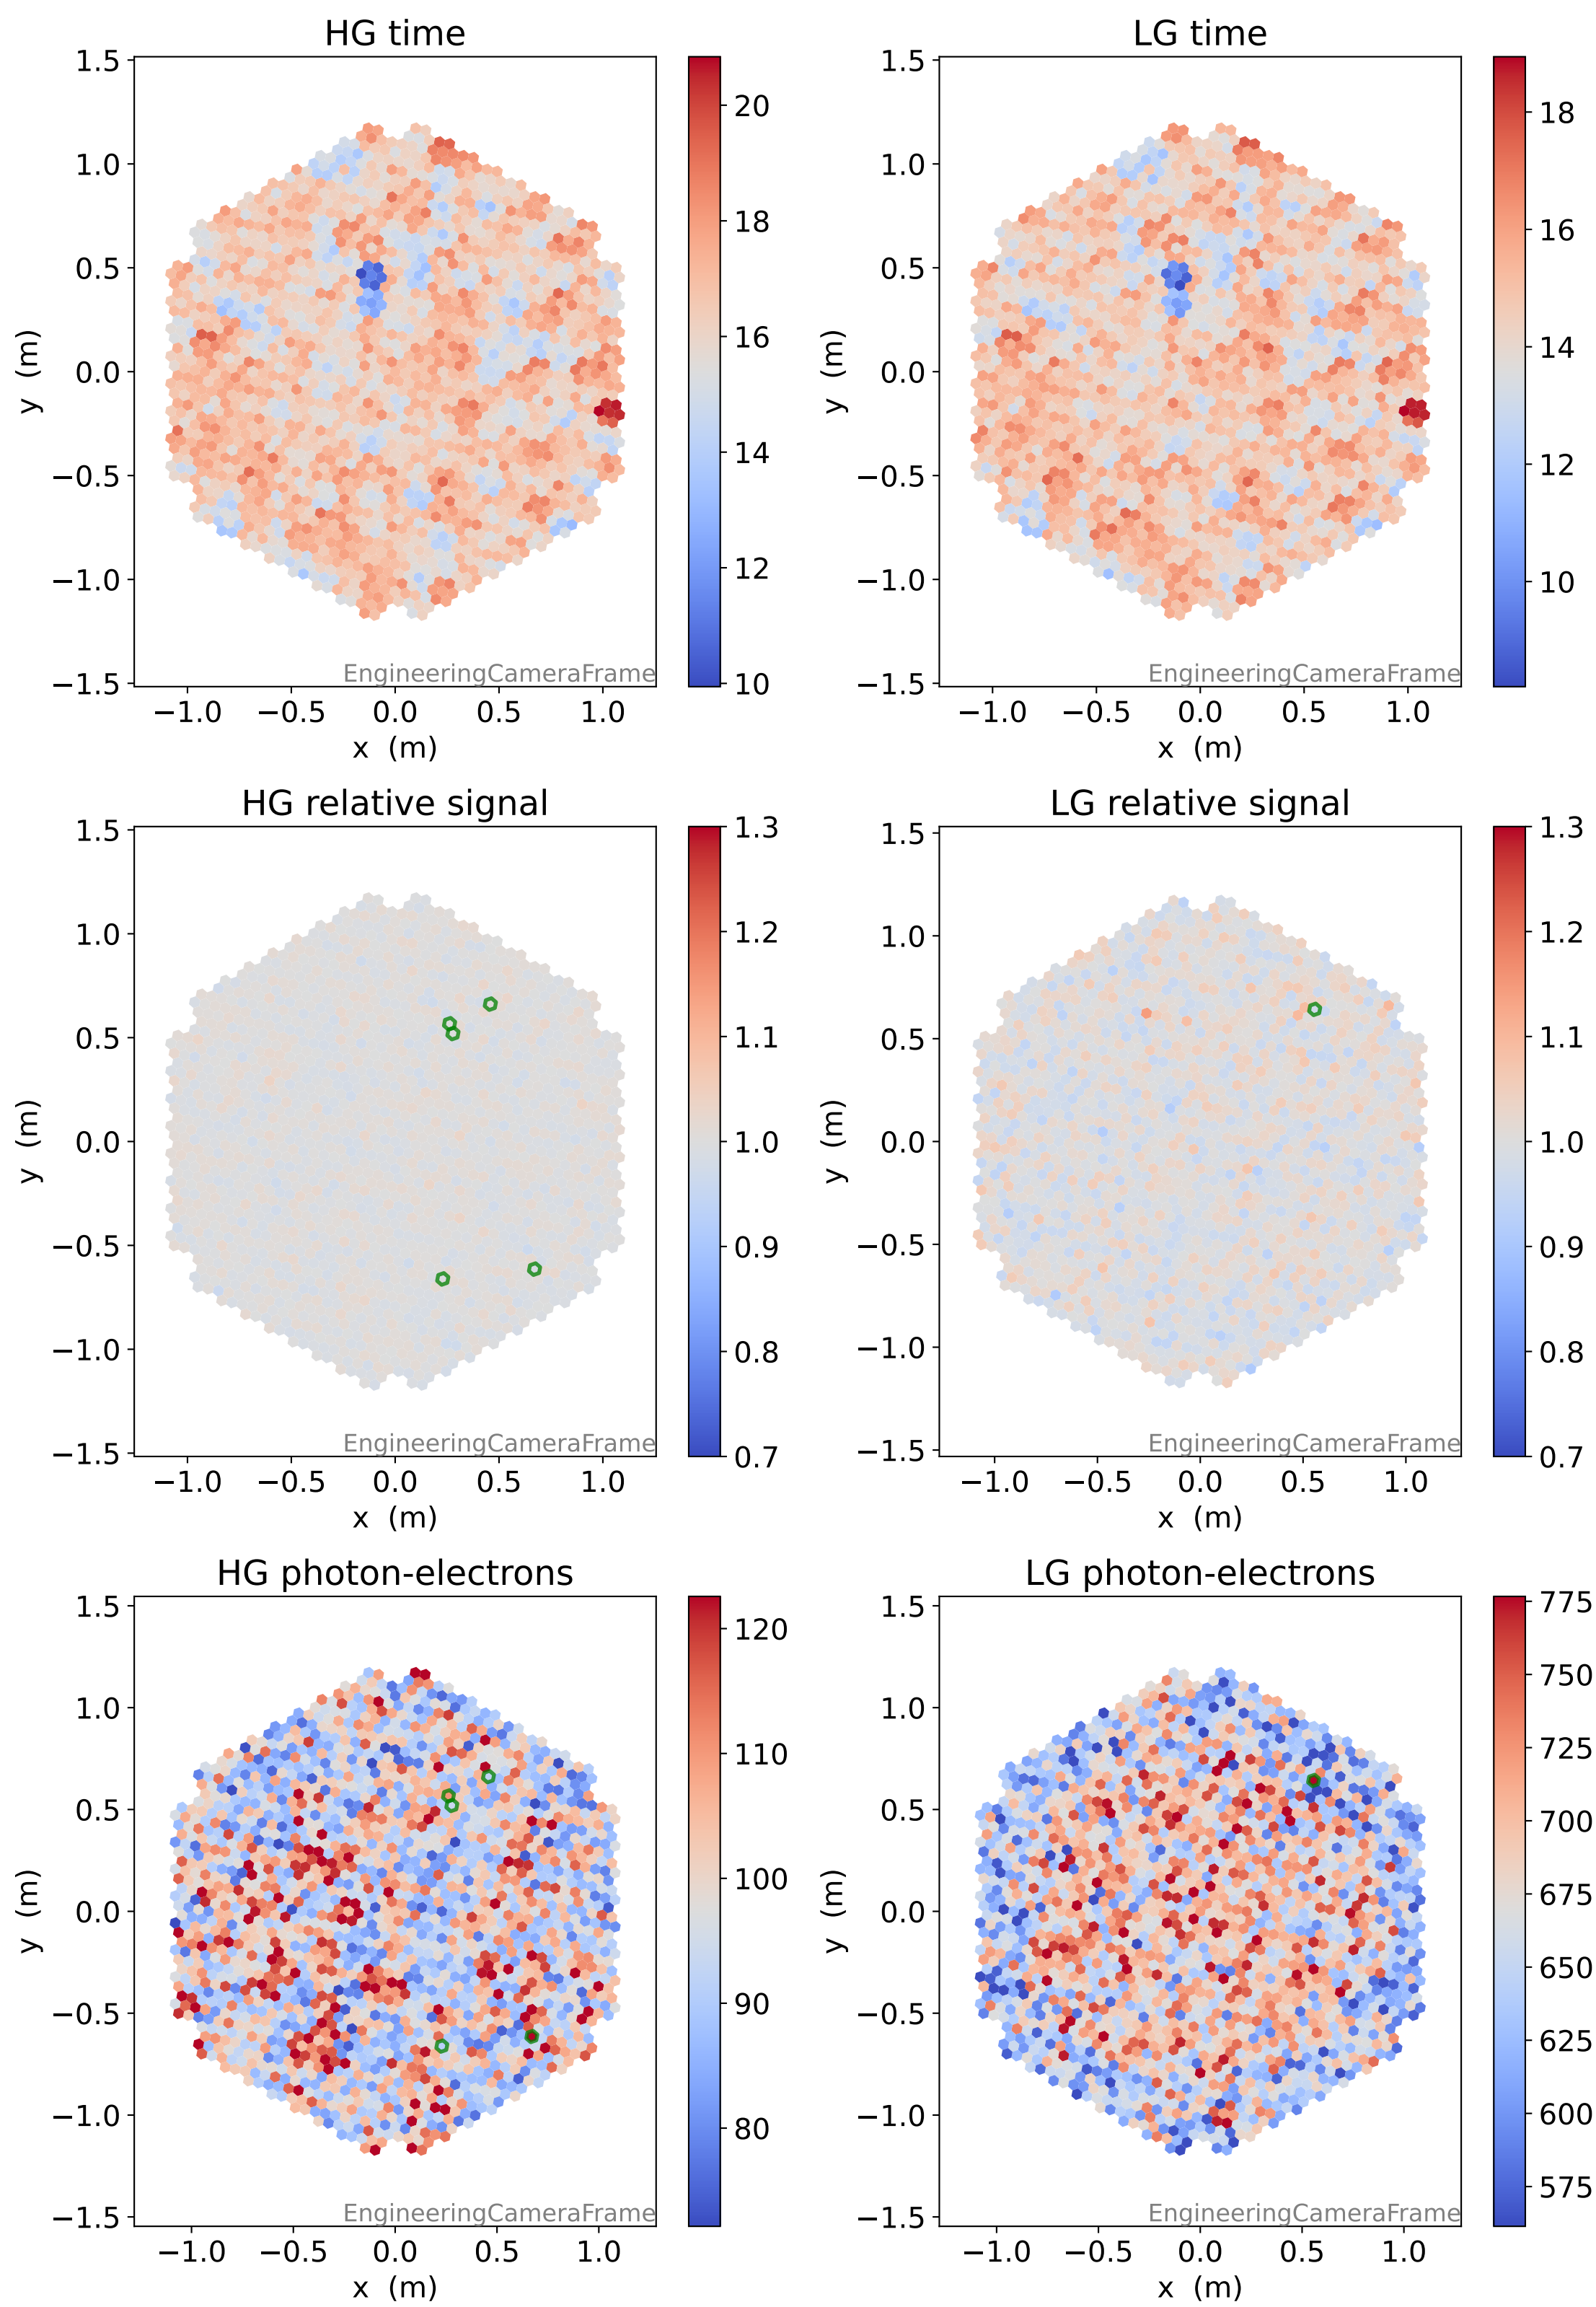 HG time
LG time
1.5
1.0
0.5
0.0
−0.5
−1.0
−1.5
y (m)
−1.0 −0.5 0.0 0.5 1.0
x (m)
EngineeringCameraFrame
20
18
16
14
12
10
1.5
1.0
0.5
0.0
−0.5
−1.0
−1.5
y (m)
−1.0 −0.5 0.0 0.5 1.0
x (m)
EngineeringCameraFrame
18
16
14
12
10
HG relative signal
LG relative signal
1.5
1.0
0.5
0.0
−0.5
−1.0
−1.5
y (m)
−1.0 −0.5 0.0 0.5 1.0
x (m)
EngineeringCameraFrame
1.3
1.2
1.1
1.0
0.9
0.8
0.7
1.5
1.0
0.5
0.0
−0.5
−1.0
−1.5
y (m)
−1.0 −0.5 0.0 0.5 1.0
x (m)
EngineeringCameraFrame
1.3
1.2
1.1
1.0
0.9
0.8
0.7
HG photon-electrons
LG photon-electrons
1.5
1.0
0.5
0.0
−0.5
−1.0
−1.5
y (m)
−1.0 −0.5 0.0 0.5 1.0
x (m)
EngineeringCameraFrame
120
110
100
90
80
1.5
1.0
0.5
0.0
−0.5
−1.0
−1.5
y (m)
−1.0 −0.5 0.0 0.5 1.0
x (m)
EngineeringCameraFrame
775
750
725
700
675
650
625
600
575